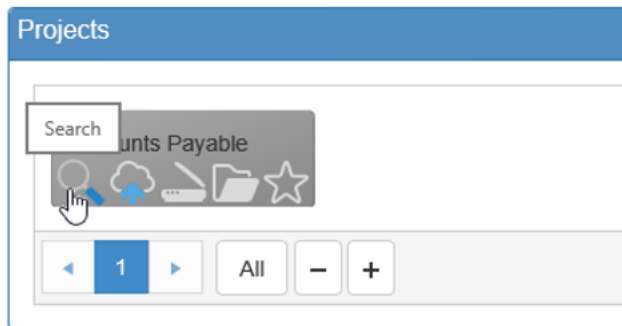 Projects
Search
unts Payable
1
All
− +